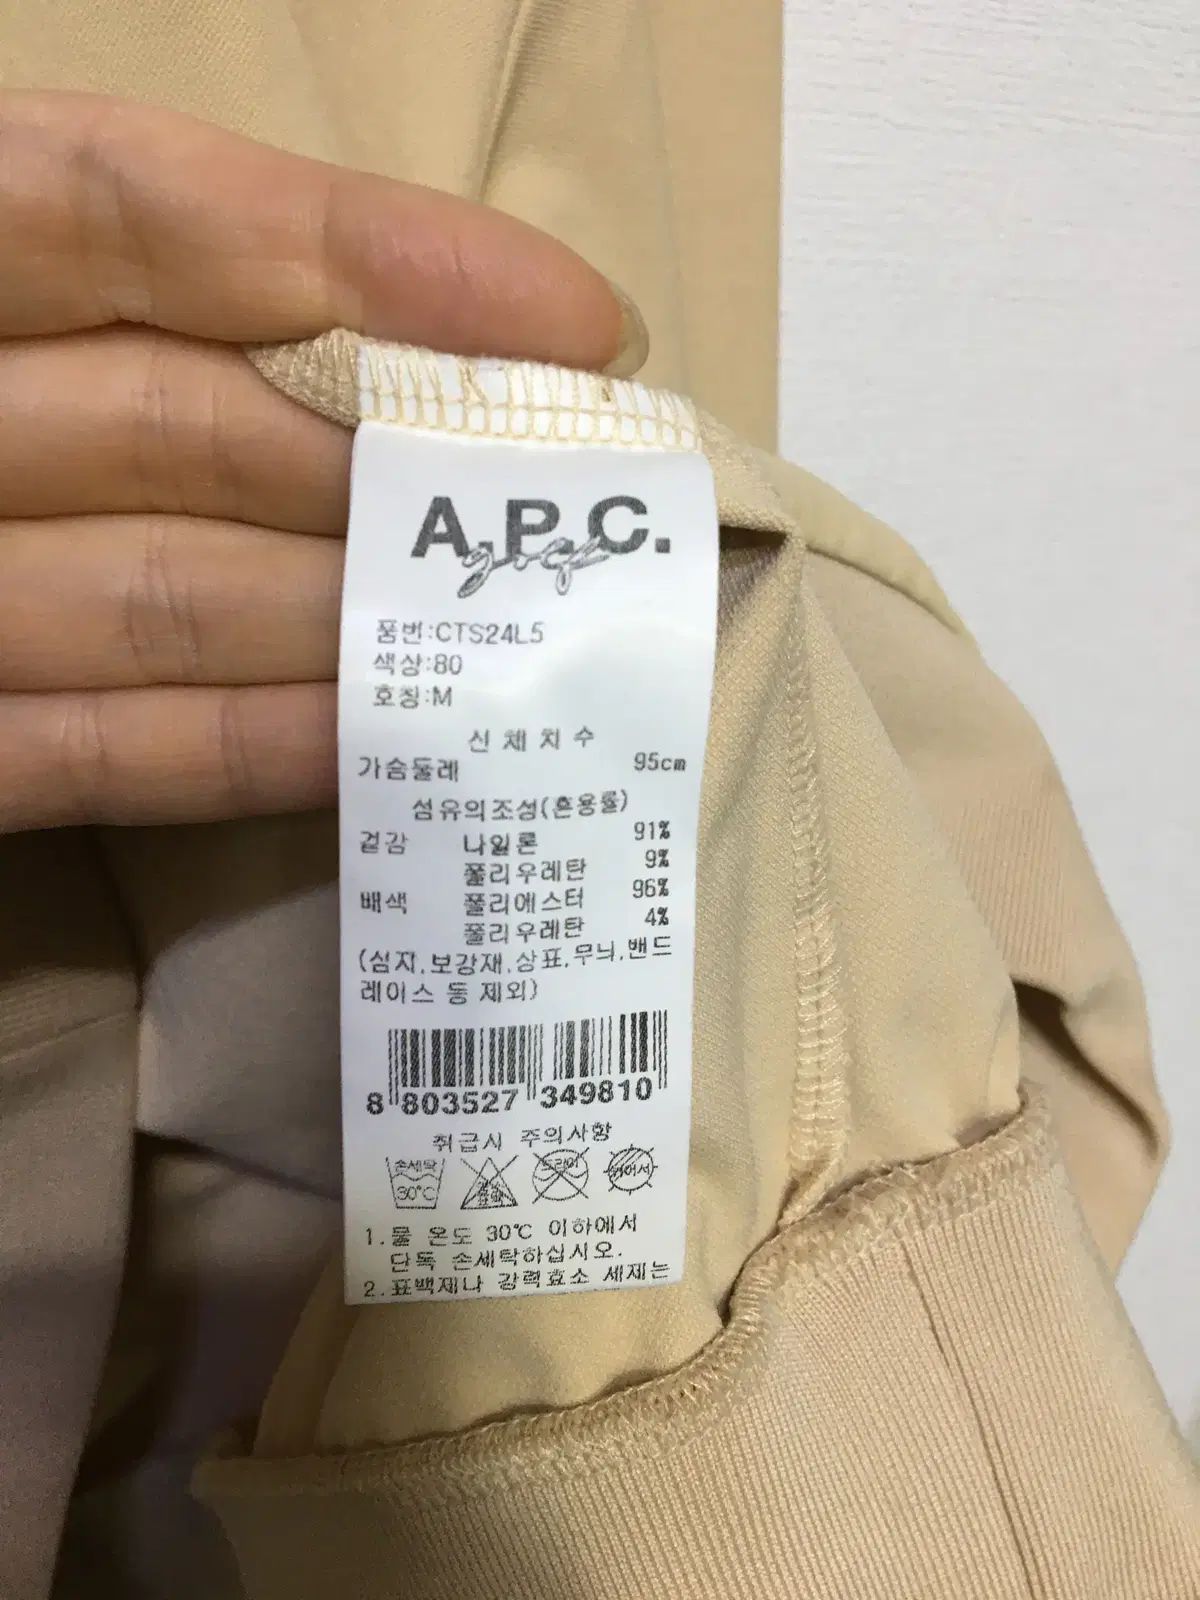 A.P.C.
golf
품번:CTS24L5
색상:80
호칭:M
신체치수
가슴둘레 95cm
섬유의조성(혼용률)
겉감 나일론 91%
폴리우레탄 9%
배색 폴리에스터 96%
폴리우레탄 4%
(심지,보강재,상표,무늬,밴드
레이스 등 제외)
8 803527 349810
취급시 주의사항
손세탁 드라이
30℃
1.물 온도 30℃ 이하에서
단독 손세탁하십시오.
2.표백제나 강력효소 세제는